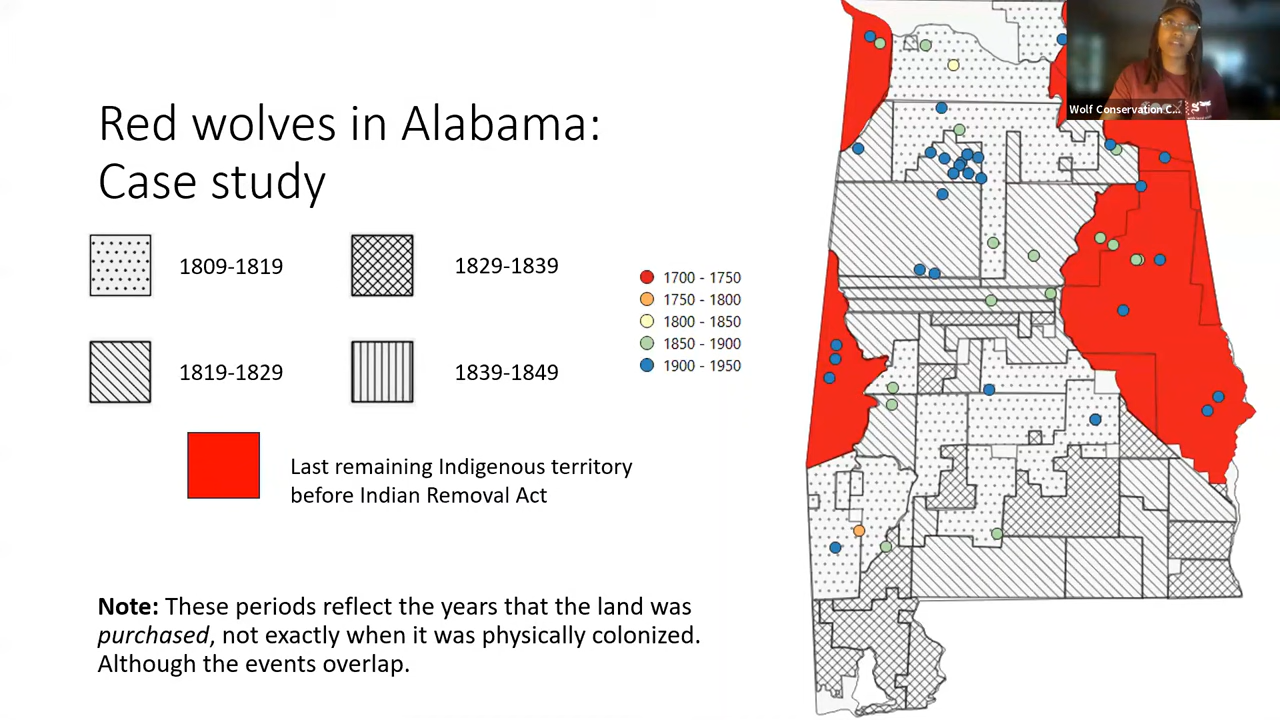 Red wolves in Alabama:
Case study
1809-1819
1829-1839
1819-1829
1839-1849
Last remaining Indigenous territory
before Indian Removal Act
1700 - 1750
1750 - 1800
1800 - 1850
1850 - 1900
1900 - 1950
Note: These periods reflect the years that the land was
purchased, not exactly when it was physically colonized.
Although the events overlap.
Wolf Conservation C...